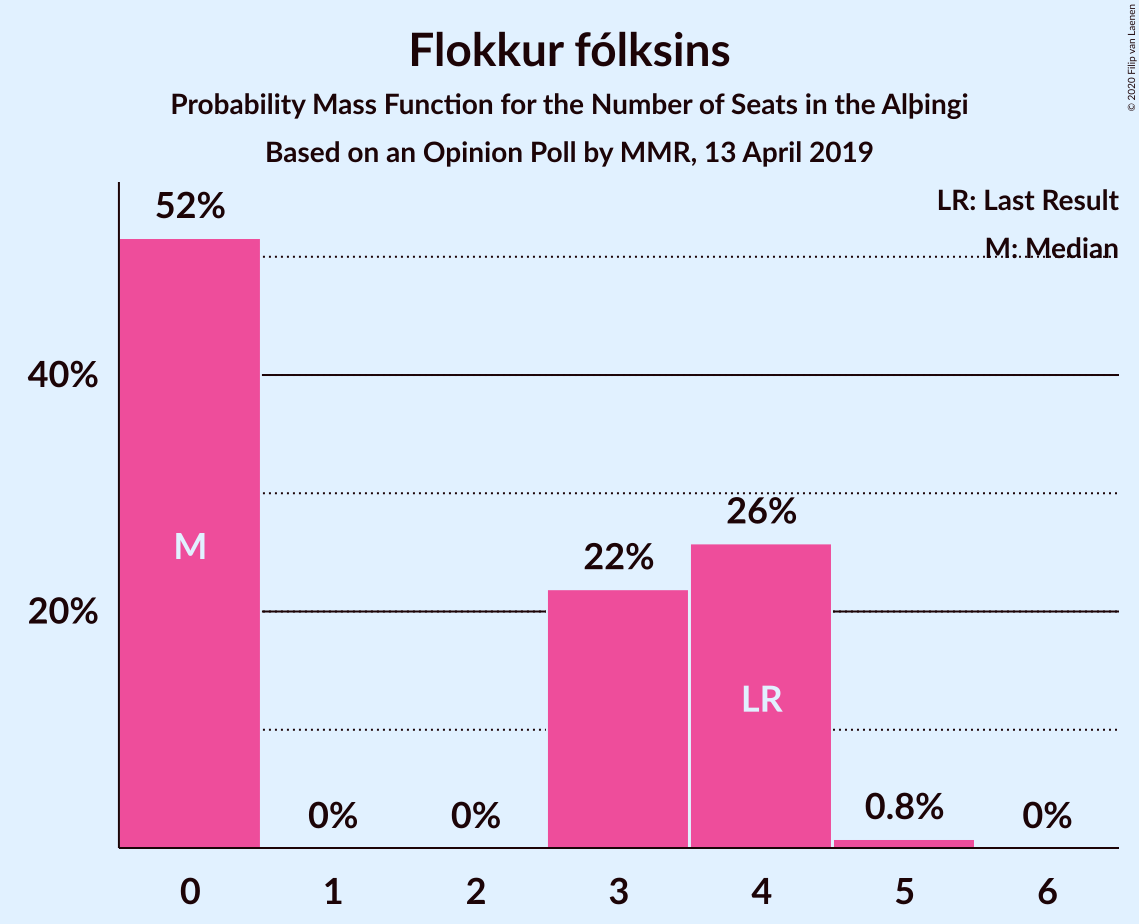 Flokkur fólksins
Probability Mass Function for the Number of Seats in the Alþingi
Based on an Opinion Poll by MMR, 13 April 2019
© 2020 Filip van Laenen
LR: Last Result
M: Median
52%
40%
26%
22%
20%
M
LR
0%
0%
0.8%
0%
0
1
2
3
4
5
6